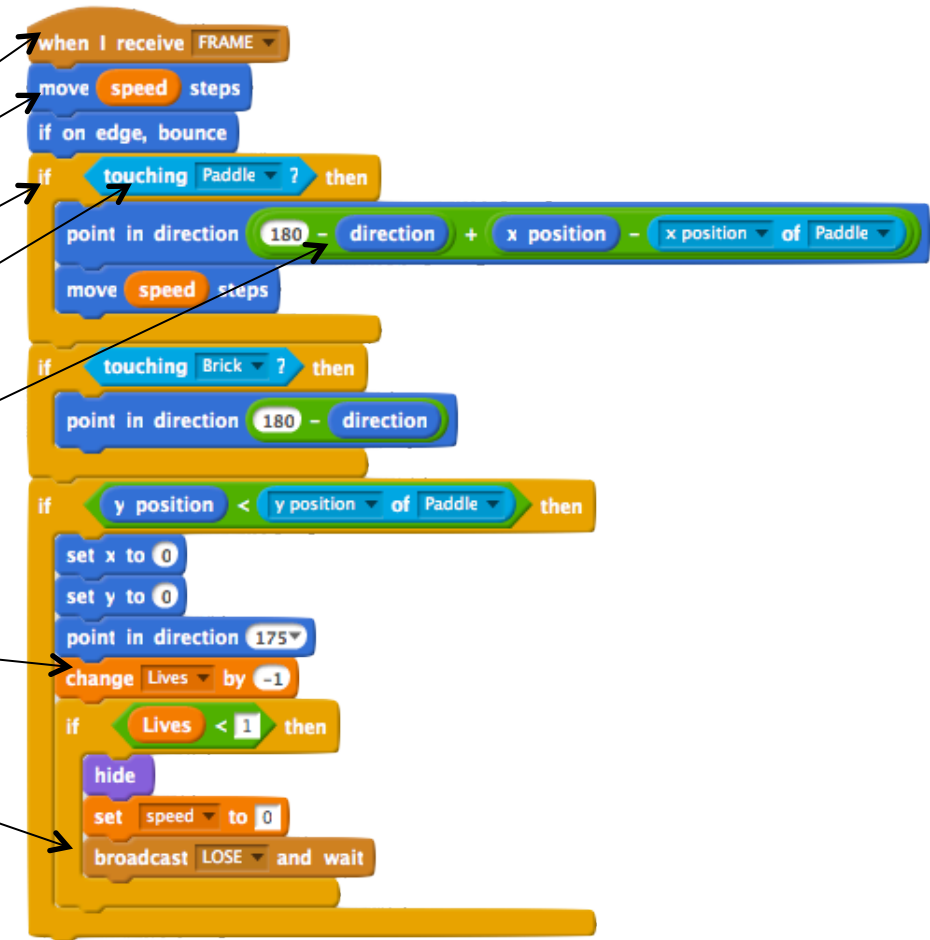 when I receive FRAME
move speed steps
if on edge, bounce
if touching Paddle ? then
point in direction 180 - direction + x position - x position of Paddle
move speed steps
if touching Brick ? then
point in direction 180 - direction
if y position < y position of Paddle then
set x to 0
set y to 0
point in direction 175
change Lives by -1
if Lives < 1 then
hide
set speed to 0
broadcast LOSE and wait